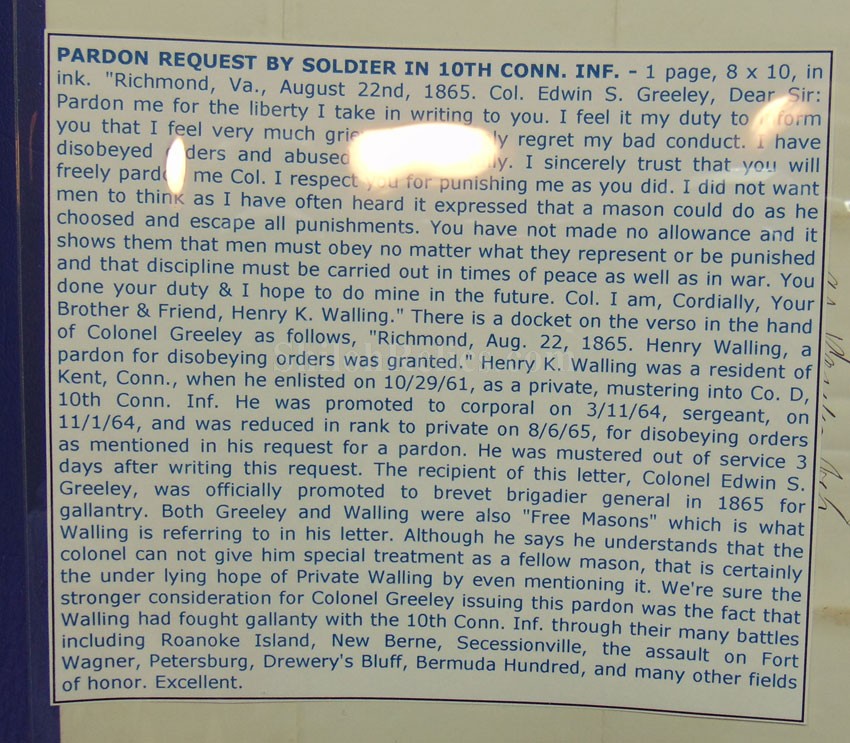 PARDON REQUEST BY SOLDIER IN 10TH CONN. INF. - 1 page, 8 x 10, in
ink. "Richmond, Va., August 22nd, 1865. Col. Edwin S. Greeley, Dear Sir:
Pardon me for the liberty I take in writing to you. I feel it my duty to inform
you that I feel very much regret my bad conduct. I have
disobeyed orders and abused I sincerely trust that you will
freely pardon me Col. I respect you for punishing me as you did. I did not want
men to think as I have often heard it expressed that a mason could do as he
choosed and escape all punishments. You have not made no allowance and it
shows them that men must obey no matter what they represent or be punished
and that discipline must be carried out in times of peace as well as in war. You
done your duty & I hope to do mine in the future. Col. I am, Cordially, Your
Brother & Friend, Henry K. Walling." There is a docket on the verso in the hand
of Colonel Greeley as follows, "Richmond, Aug. 22, 1865. Henry Walling, a
pardon for disobeying orders was granted." Henry K. Walling was a resident of
Kent, Conn., when he enlisted on 10/29/61, as a private, mustering into Co. D,
10th Conn. Inf. He was promoted to corporal on 3/11/64, sergeant, on
11/1/64, and was reduced in rank to private on 8/6/65, for disobeying orders
as mentioned in his request for a pardon. He was mustered out of service 3
days after writing this request. The recipient of this letter, Colonel Edwin S.
Greeley, was officially promoted to brevet brigadier general in 1865 for
gallantry. Both Greeley and Walling were also "Free Masons" which is what
Walling is referring to in his letter. Although he says he understands that the
colonel can not give him special treatment as a fellow mason, that is certainly
the under lying hope of Private Walling by even mentioning it. We're sure the
stronger consideration for Colonel Greeley issuing this pardon was the fact that
Walling had fought gallanty with the 10th Conn. Inf. through their many battles
including Roanoke Island, New Berne, Secessionville, the assault on Fort
Wagner, Petersburg, Drewery's Bluff, Bermuda Hundred, and many other fields
of honor. Excellent.